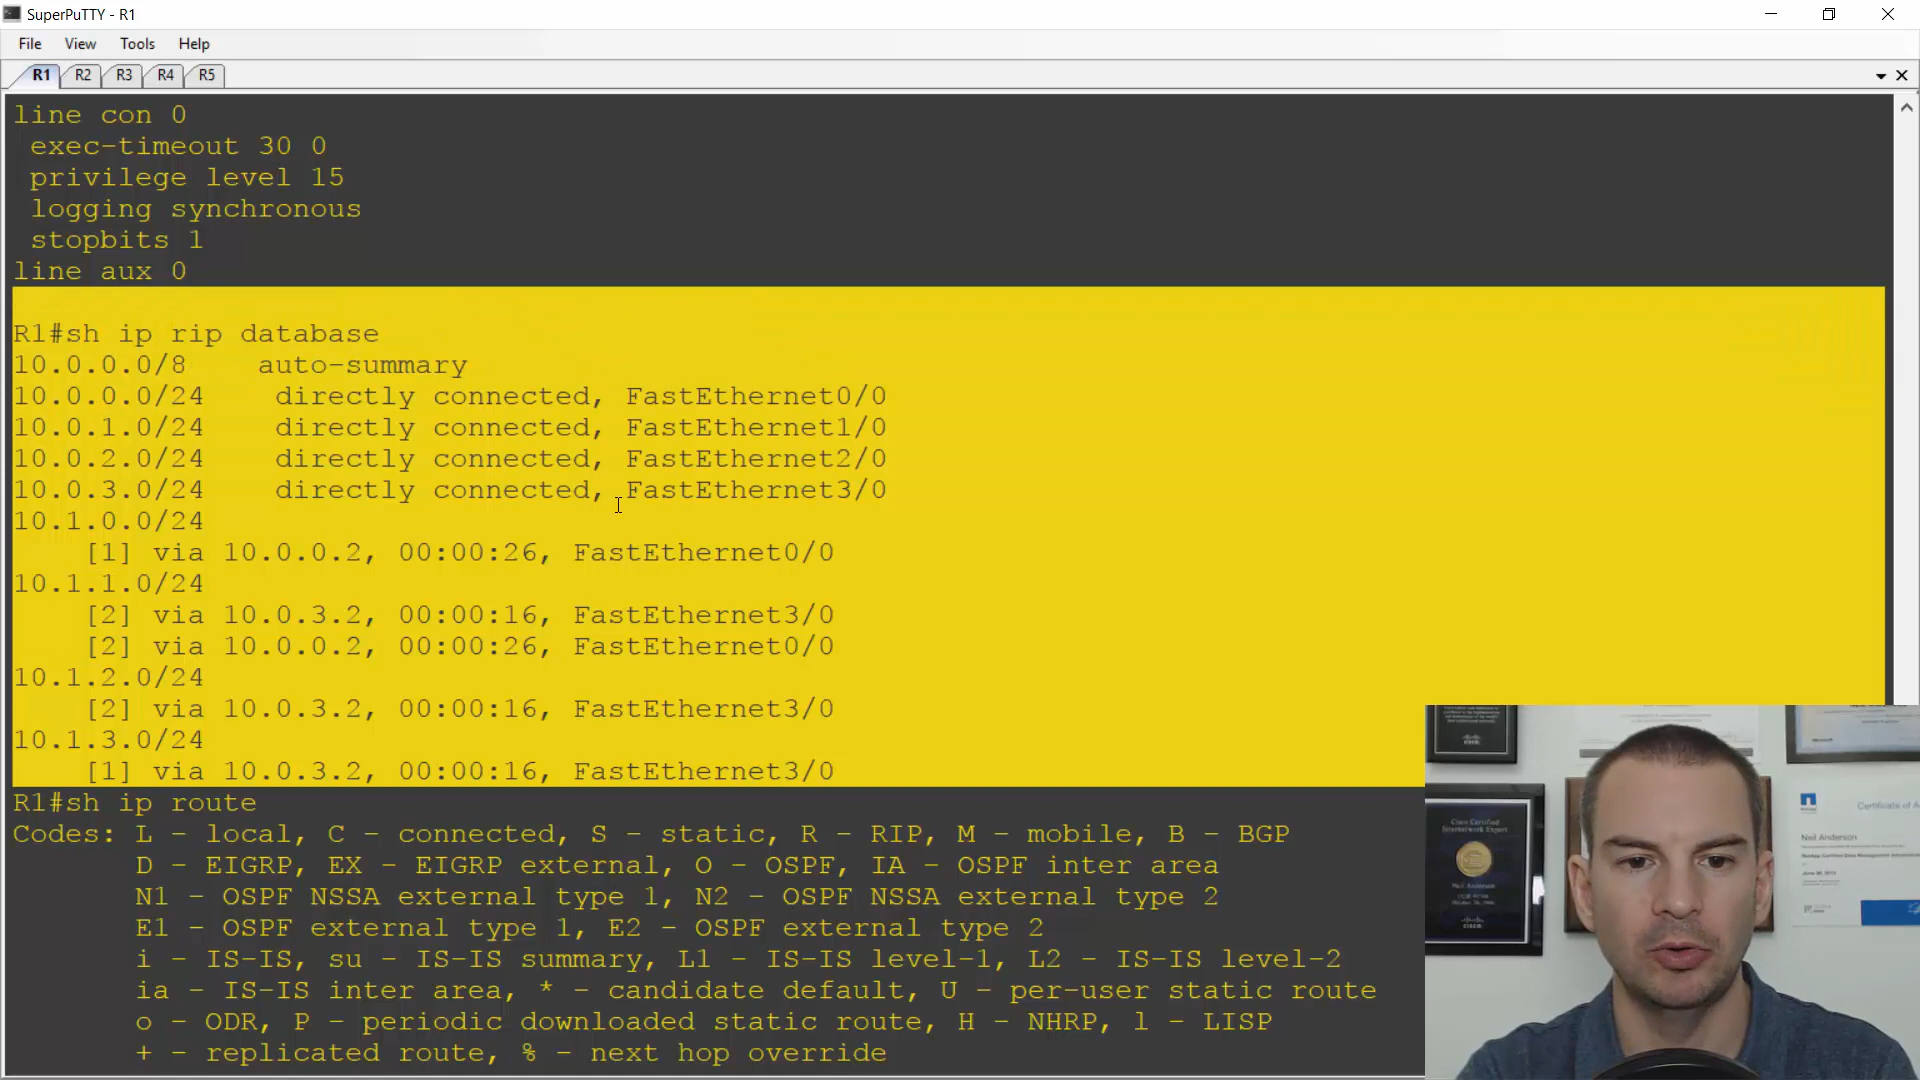 SuperPuTTY - R1
File View Tools Help
R1 R2 R3 R4 R5
line con 0
 exec-timeout 30 0
 privilege level 15
 logging synchronous
 stopbits 1
line aux 0
R1#sh ip rip database
10.0.0.0/8    auto-summary
10.0.0.0/24    directly connected, FastEthernet0/0
10.0.1.0/24    directly connected, FastEthernet1/0
10.0.2.0/24    directly connected, FastEthernet2/0
10.0.3.0/24    directly connected, FastEthernet3/0
10.1.0.0/24
    [1] via 10.0.0.2, 00:00:26, FastEthernet0/0
10.1.1.0/24
    [2] via 10.0.3.2, 00:00:16, FastEthernet3/0
    [2] via 10.0.0.2, 00:00:26, FastEthernet0/0
10.1.2.0/24
    [2] via 10.0.3.2, 00:00:16, FastEthernet3/0
10.1.3.0/24
    [1] via 10.0.3.2, 00:00:16, FastEthernet3/0
R1#sh ip route
Codes: L - local, C - connected, S - static, R - RIP, M - mobile, B - BGP
       D - EIGRP, EX - EIGRP external, O - OSPF, IA - OSPF inter area
       N1 - OSPF NSSA external type 1, N2 - OSPF NSSA external type 2
       E1 - OSPF external type 1, E2 - OSPF external type 2
       i - IS-IS, su - IS-IS summary, L1 - IS-IS level-1, L2 - IS-IS level-2
       ia - IS-IS inter area, * - candidate default, U - per-user static route
       o - ODR, P - periodic downloaded static route, H - NHRP, l - LISP
       + - replicated route, % - next hop override
Cisco Certified
Internetwork Expert
Neil Anderson
Certificate of A
Neil Anderson